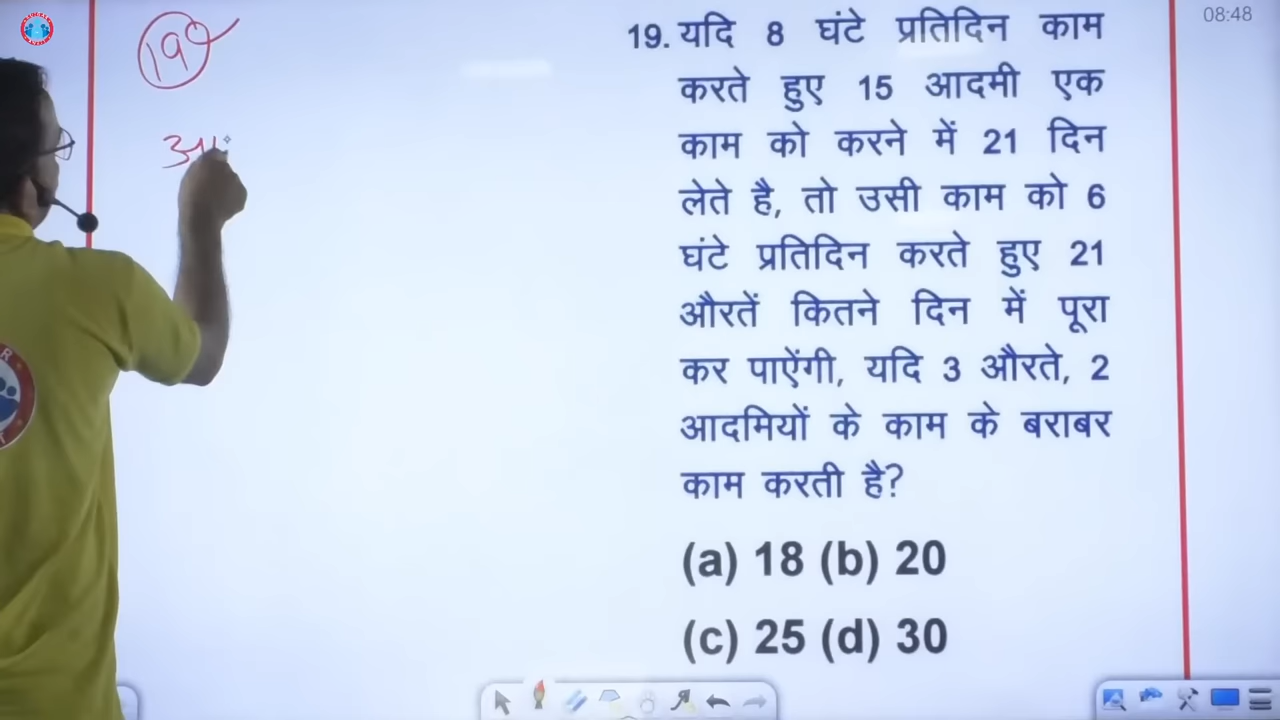 19
19. यदि 8 घंटे प्रतिदिन काम
करते हुए 15 आदमी एक
काम को करने में 21 दिन
लेते है, तो उसी काम को 6
घंटे प्रतिदिन करते हुए 21
औरतें कितने दिन में पूरा
कर पाऐंगी, यदि 3 औरते, 2
आदमियों के काम के बराबर
काम करती है?
(a) 18 (b) 20
(c) 25 (d) 30
08:48